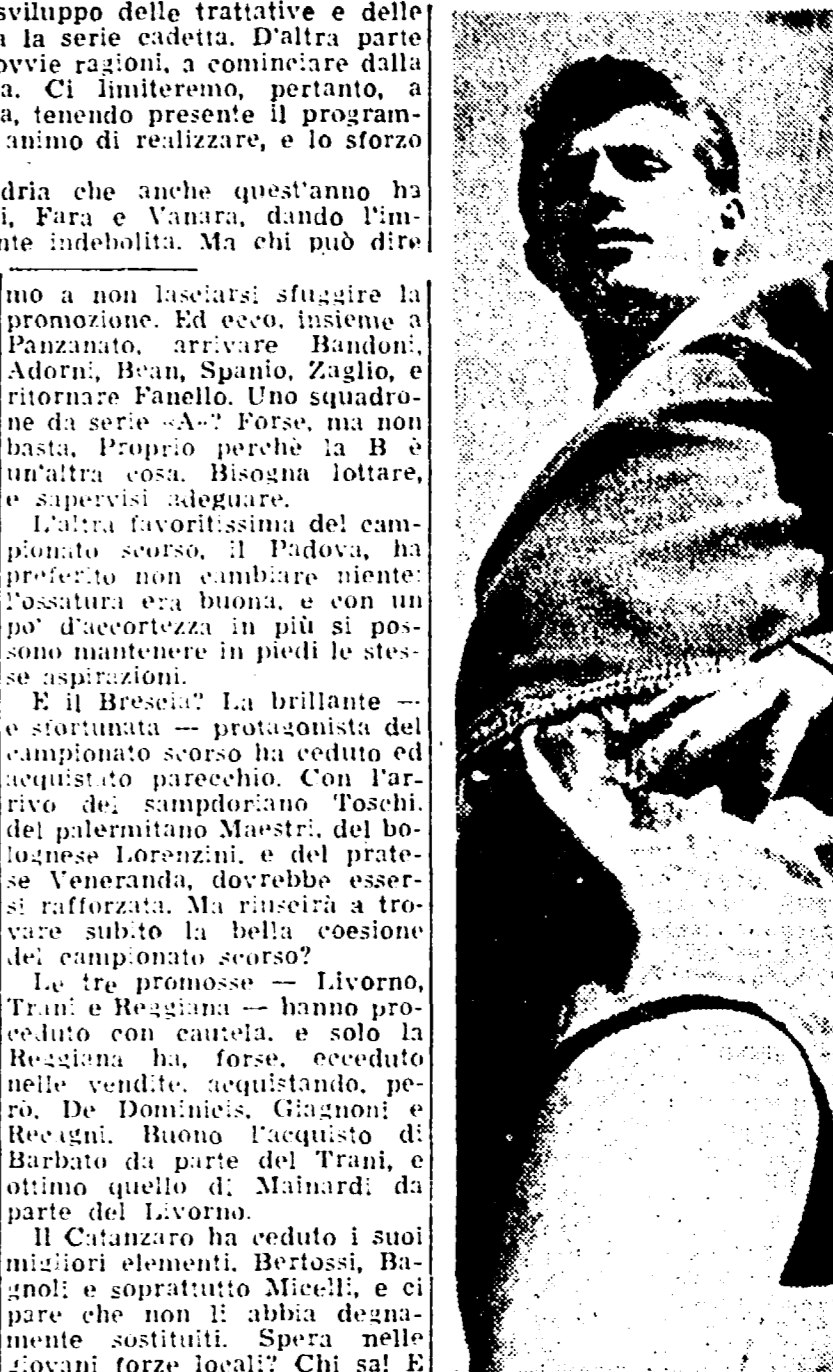 sviluppo delle trattative e delle
la serie cadetta. D'altra parte
ovvie ragioni, a cominciare dalla
a. Ci limiteremo, pertanto, a
a, tenendo presente il program-
animo di realizzare, e lo sforzo
dria che anche quest'anno ha
i, Fara e Vanara, dando l'im-
nte indebolita. Ma chi può dire
mo a non lasciarsi sfuggire la
promozione. Ed ecco, insieme a
Panzanato, arrivare Bandoni,
Adorni, Bean, Spanio, Zaglio, e
ritornare Fanello. Uno squadro-
ne da serie «A»? Forse, ma non
basta. Proprio perchè la B è
un'altra cosa. Bisogna lottare,
e sapervisi adeguare.
L'altra favoritissima del cam-
pionato scorso, il Padova, ha
preferito non cambiare niente:
l'ossatura era buona, e con un
po' d'accortezza in più si pos-
sono mantenere in piedi le stes-
se aspirazioni.
E il Brescia? La brillante —
e sfortunata — protagonista del
campionato scorso ha ceduto ed
acquistato parecchio. Con l'ar-
rivo del sampdoriano Toschi,
del palermitano Maestri, del bo-
lognese Lorenzini, e del prate-
se Veneranda, dovrebbe esser-
si rafforzata. Ma riuscirà a tro-
vare subito la bella coesione
del campionato scorso?
Le tre promosse — Livorno,
Trani e Reggiana — hanno pro-
ceduto con cautela, e solo la
Reggiana ha, forse, ecceduto
nelle vendite, acquistando, pe-
rò, De Dominicis, Giagnoni e
Recagni. Buono l'acquisto di
Barbato da parte del Trani, e
ottimo quello di Mainardi da
parte del Livorno.
Il Catanzaro ha ceduto i suoi
migliori elementi, Bertossi, Ba-
gnoli e soprattutto Micelli, e ci
pare che non li abbia degna-
mente sostituiti. Spera nelle
giovani forze locali? Chi sa! E